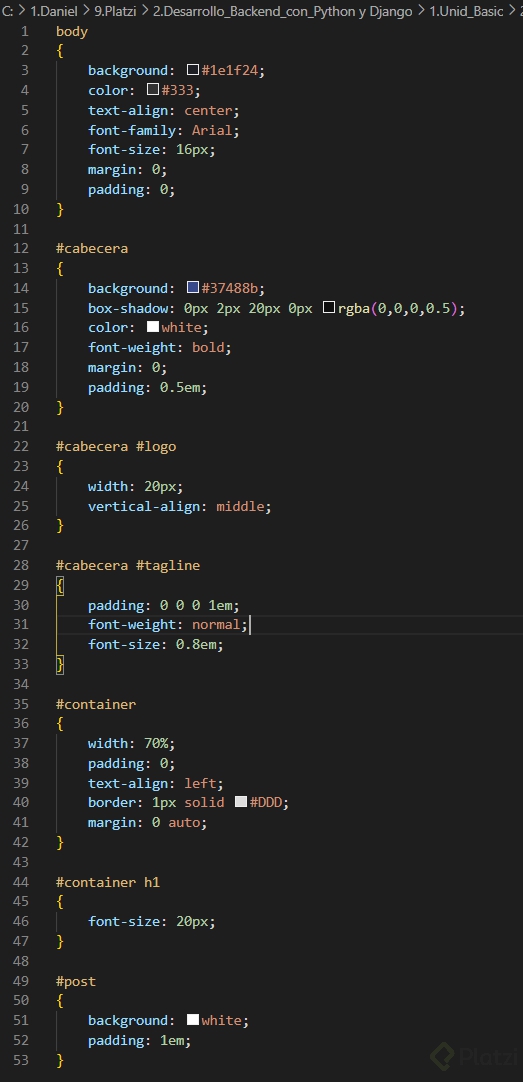 C: > 1.Daniel > 9.Platzi > 2.Desarrollo_Backend_con_Python y Django > 1.Unid_Basic >
1 body
2 {
3 background: #1e1f24;
4 color: #333;
5 text-align: center;
6 font-family: Arial;
7 font-size: 16px;
8 margin: 0;
9 padding: 0;
10 }
11
12 #cabecera
13 {
14 background: #37488b;
15 box-shadow: 0px 2px 20px 0px rgba(0,0,0,0.5);
16 color: white;
17 font-weight: bold;
18 margin: 0;
19 padding: 0.5em;
20 }
21
22 #cabecera #logo
23 {
24 width: 20px;
25 vertical-align: middle;
26 }
27
28 #cabecera #tagline
29 {
30 padding: 0 0 0 1em;
31 font-weight: normal;
32 font-size: 0.8em;
33 }
34
35 #container
36 {
37 width: 70%;
38 padding: 0;
39 text-align: left;
40 border: 1px solid #DDD;
41 margin: 0 auto;
42 }
43
44 #container h1
45 {
46 font-size: 20px;
47 }
48
49 #post
50 {
51 background: white;
52 padding: 1em;
53 }
Platzi